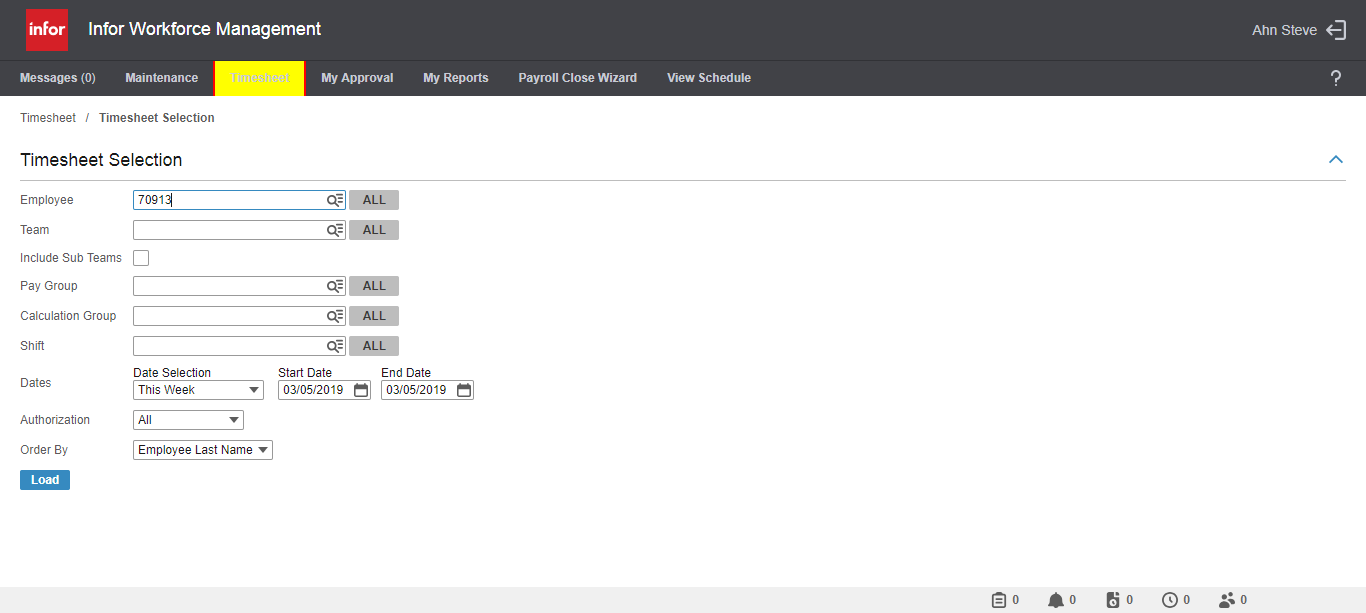 infor Infor Workforce Management Ahn Steve
Messages (0) Maintenance Timesheet My Approval My Reports Payroll Close Wizard View Schedule ?
Timesheet / Timesheet Selection
Timesheet Selection
Employee 70913 ALL
Team ALL
Include Sub Teams
Pay Group ALL
Calculation Group ALL
Shift ALL
Date Selection Start Date End Date
Dates This Week 03/05/2019 03/05/2019
Authorization All
Order By Employee Last Name
Load
0 0 0 0 0